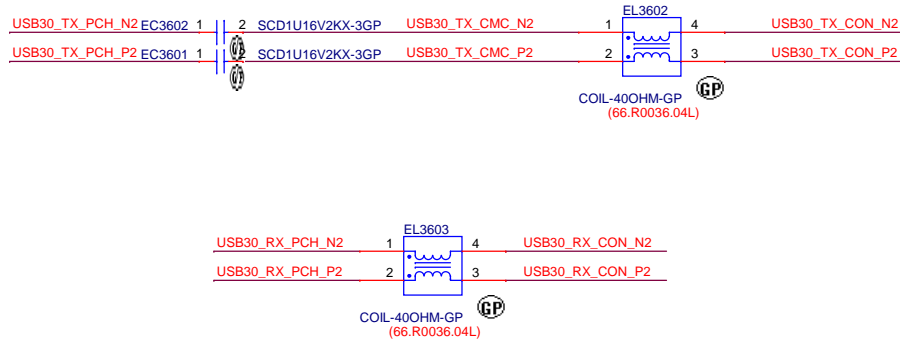 EL3602
USB30_TX_PCH_N2 EC3602 1 2 SCD1U16V2KX-3GP USB30_TX_CMC_N2 1 4 USB30_TX_CON_N2
USB30_TX_PCH_P2 EC3601 1 2 SCD1U16V2KX-3GP USB30_TX_CMC_P2 2 3 USB30_TX_CON_P2
GP
COIL-40OHM-GP
(66.R0036.04L)
EL3603
USB30_RX_PCH_N2 1 4 USB30_RX_CON_N2
USB30_RX_PCH_P2 2 3 USB30_RX_CON_P2
GP
COIL-40OHM-GP
(66.R0036.04L)